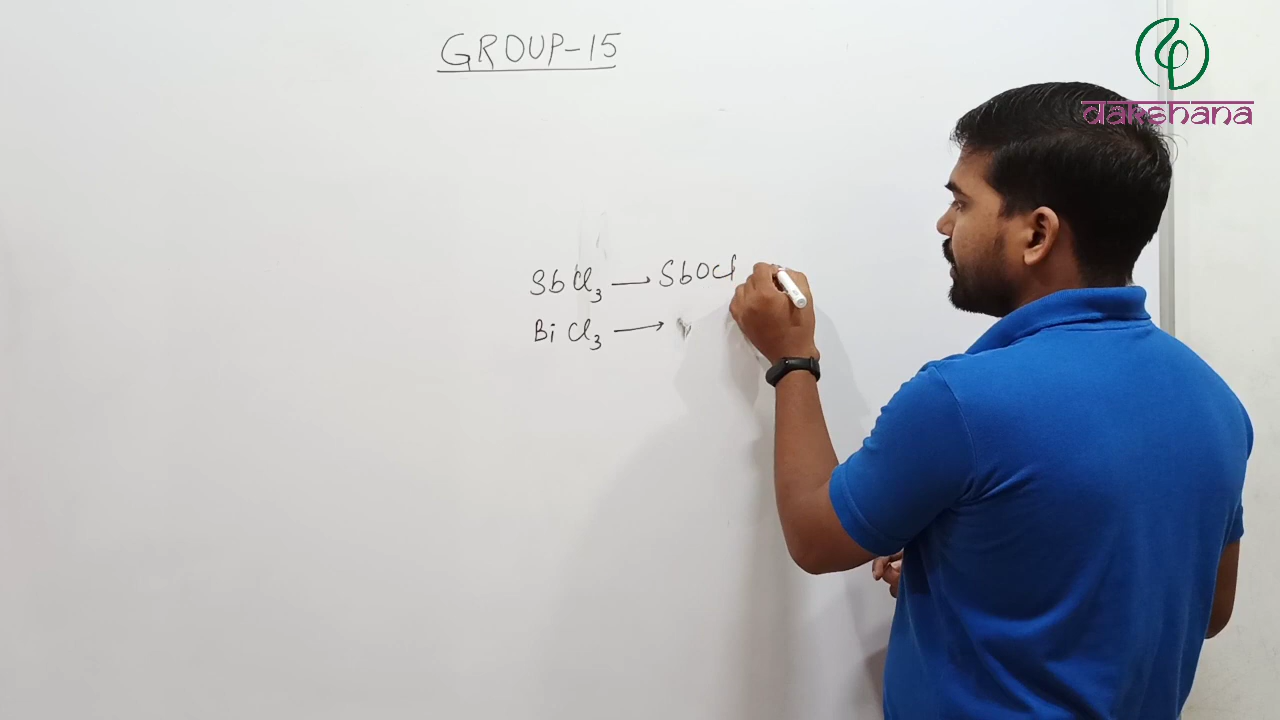 GROUP-15
dakshana
SbCl₃ → SbOCl
BiCl₃ →